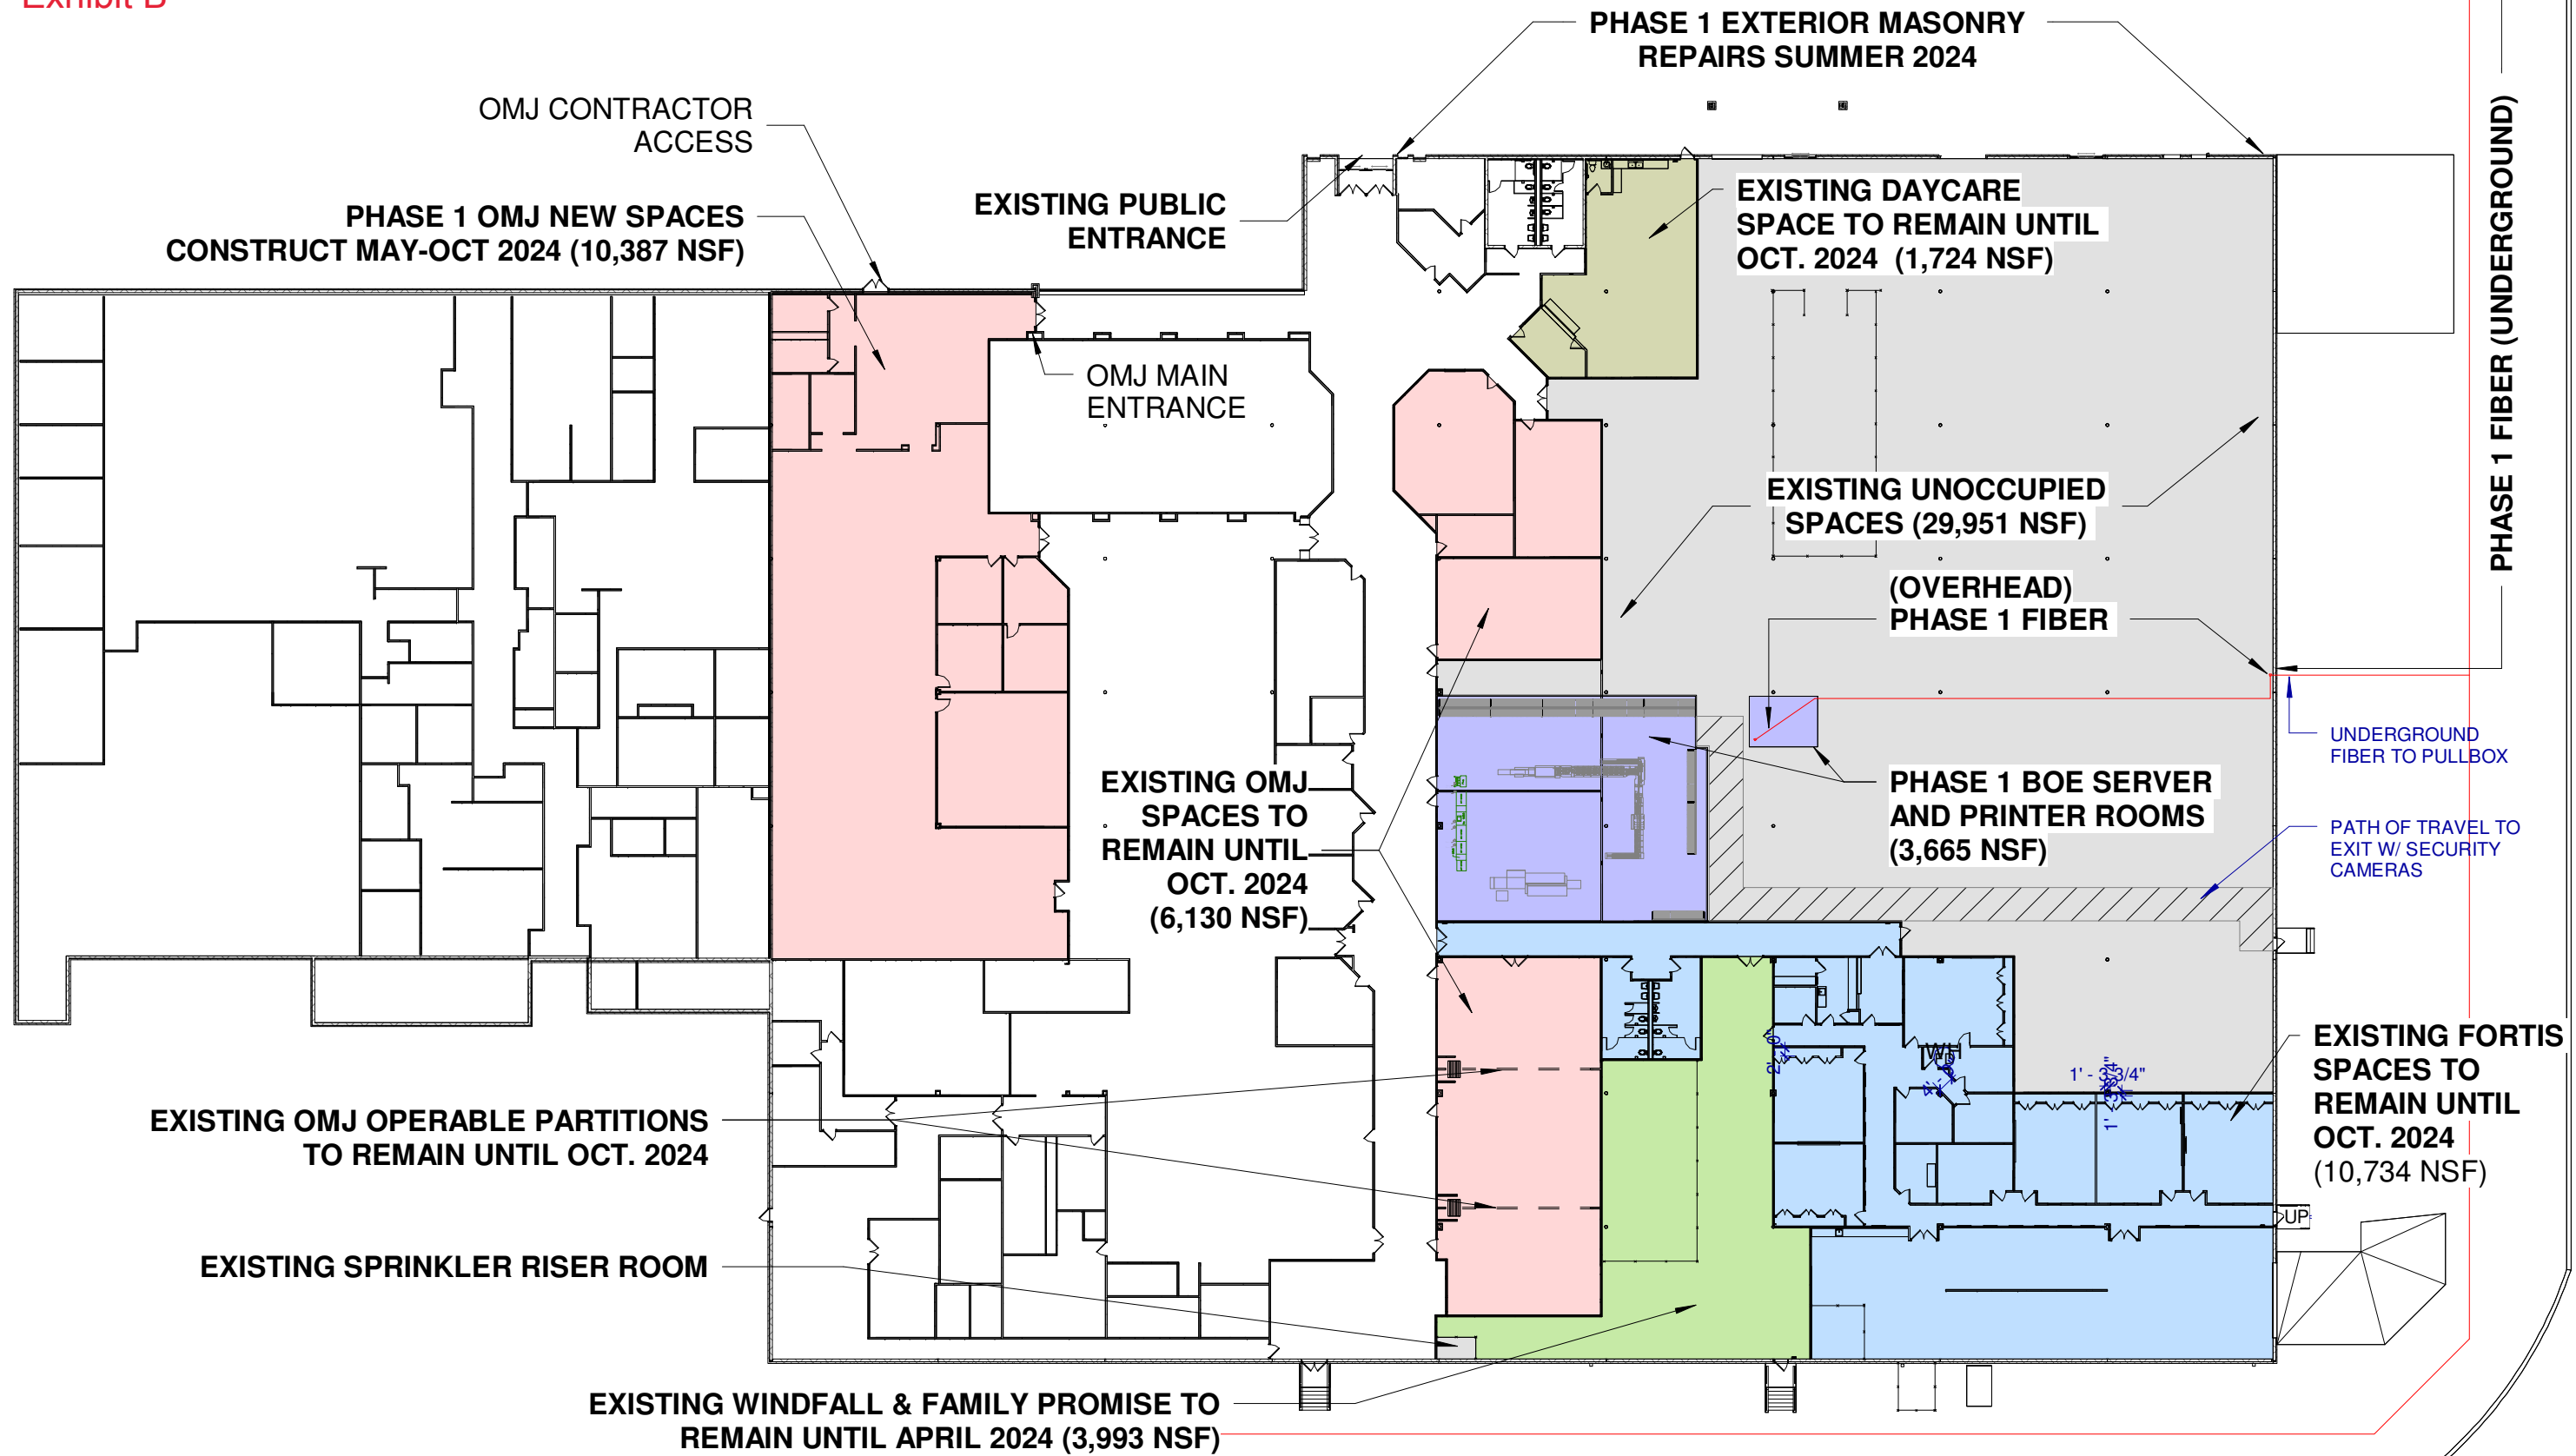 Exhibit B
PHASE 1 EXTERIOR MASONRY
REPAIRS SUMMER 2024
OMJ CONTRACTOR
ACCESS
PHASE 1 OMJ NEW SPACES
CONSTRUCT MAY-OCT 2024 (10,387 NSF)
EXISTING PUBLIC
ENTRANCE
EXISTING DAYCARE
SPACE TO REMAIN UNTIL
OCT. 2024 (1,724 NSF)
PHASE 1 FIBER (UNDERGROUND)
OMJ MAIN
ENTRANCE
EXISTING UNOCCUPIED
SPACES (29,951 NSF)
(OVERHEAD)
PHASE 1 FIBER
UNDERGROUND
FIBER TO PULLBOX
EXISTING OMJ
SPACES TO
REMAIN UNTIL
OCT. 2024
(6,130 NSF)
PHASE 1 BOE SERVER
AND PRINTER ROOMS
(3,665 NSF)
PATH OF TRAVEL TO
EXIT W/ SECURITY
CAMERAS
EXISTING FORTIS
SPACES TO
REMAIN UNTIL
OCT. 2024
(10,734 NSF)
2' - 0"
WH
1' - 3/4"
EXISTING OMJ OPERABLE PARTITIONS
TO REMAIN UNTIL OCT. 2024
UP
EXISTING SPRINKLER RISER ROOM
EXISTING WINDFALL & FAMILY PROMISE TO
REMAIN UNTIL APRIL 2024 (3,993 NSF)